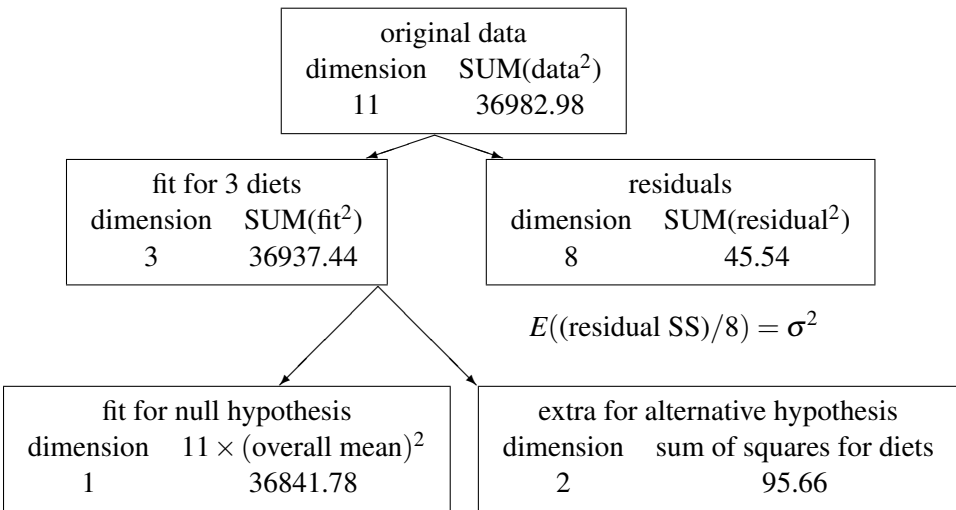 original data
dimension SUM(data²)
11 36982.98
fit for 3 diets
dimension SUM(fit²)
3 36937.44
residuals
dimension SUM(residual²)
8 45.54
E((residual SS)/8) = σ²
fit for null hypothesis
dimension 11 × (overall mean)²
1 36841.78
extra for alternative hypothesis
dimension sum of squares for diets
2 95.66